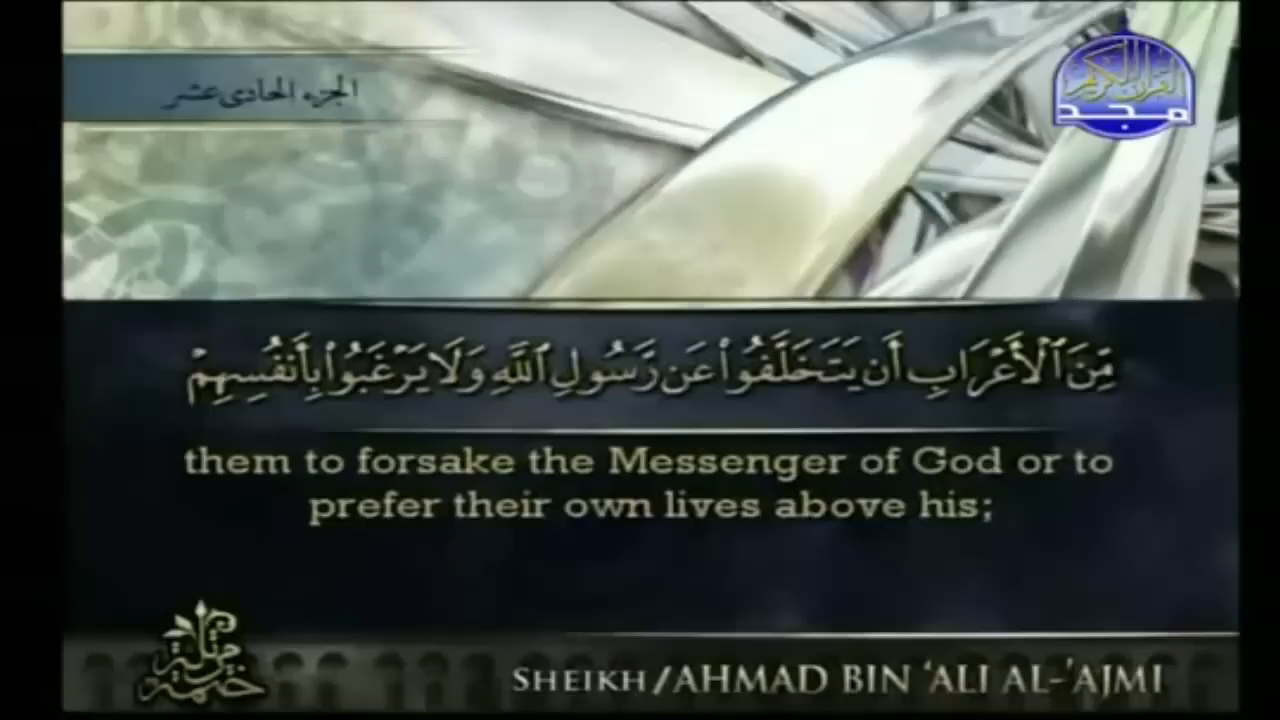 الجزء الحادي عشر
القرآن الكريم
مجد
مِّنَ ٱلْأَعْرَابِ أَن يَتَخَلَّفُوا۟ عَن رَّسُولِ ٱللَّهِ وَلَا يَرْغَبُوا۟ بِأَنفُسِهِمْ
them to forsake the Messenger of God or to
prefer their own lives above his;
ختمة مرتلة
SHEIKH/AHMAD BIN ‘ALI AL-’AJMI